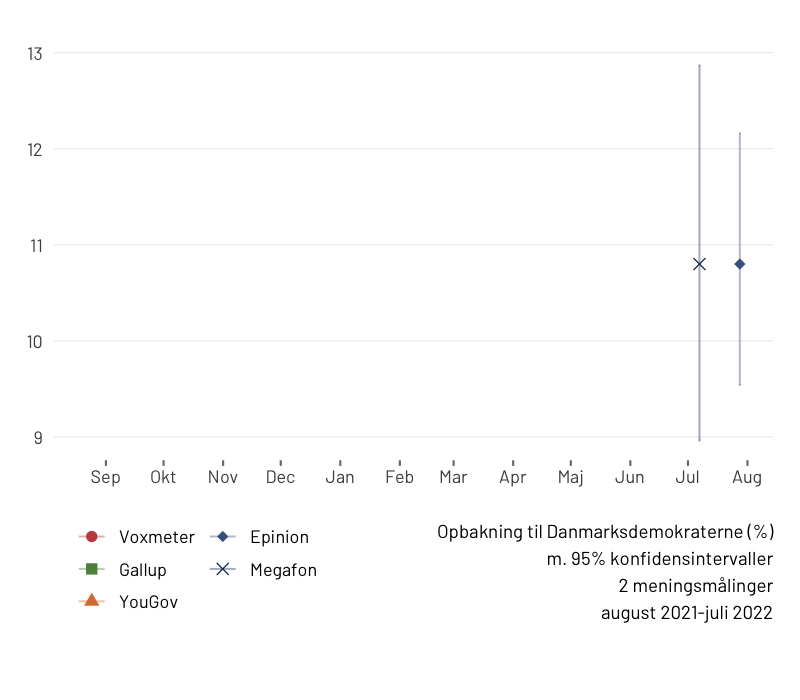 13
12
11
10
9
Sep Okt Nov Dec Jan Feb Mar Apr Maj Jun Jul Aug
Voxmeter Epinion
Gallup Megafon
YouGov
Opbakning til Danmarksdemokraterne (%)
m. 95% konfidensintervaller
2 meningsmålinger
august 2021-juli 2022